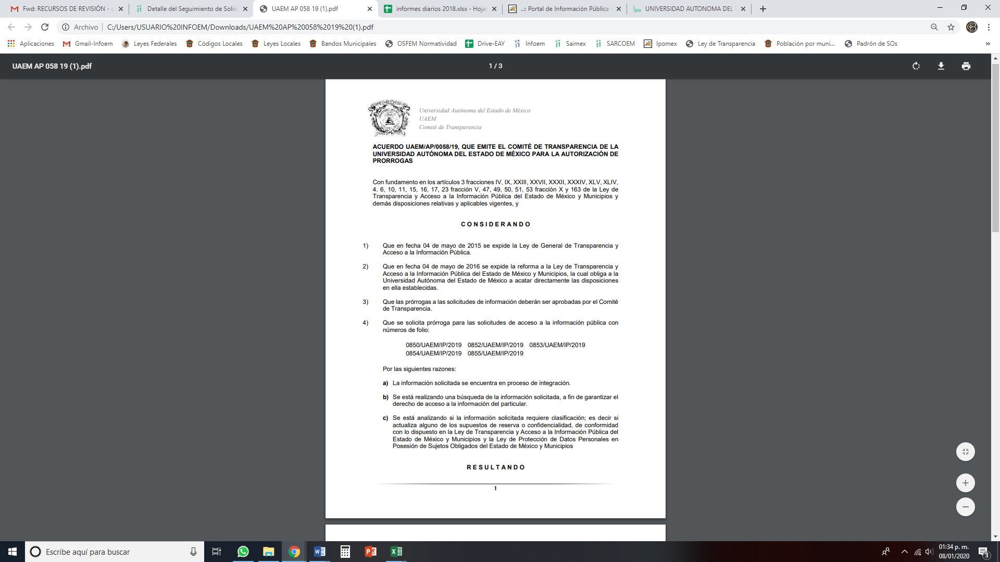 Fwd: RECURSOS DE REVISIÓN - c
Detalle del Seguimiento de Solici
UAEM AP 058 19 (1).pdf
informes diarios 2018.xlsx - Hoja
..:: Portal de Información Pública
UNIVERSIDAD AUTONOMA DEL E
Archivo
C:/Users/USUARIO%20INFOEM/Downloads/UAEM%20AP%20058%2019%20(1).pdf
Aplicaciones
Gmail-Infoem
Leyes Federales
Códigos Locales
Leyes Locales
Bandos Municipales
OSFEM Normatividad
Drive-EAY
Infoem
Saimex
SARCOEM
Ipomex
Ley de Transparencia
Población por muni...
Padrón de SOs
»
UAEM AP 058 19 (1).pdf
1 / 3
Universidad Autónoma del Estado de México
UAEM
Comité de Transparencia
ACUERDO UAEM/AP/0058/19, QUE EMITE EL COMITÉ DE TRANSPARENCIA DE LA
UNIVERSIDAD AUTÓNOMA DEL ESTADO DE MÉXICO PARA LA AUTORIZACIÓN DE
PRORROGAS
Con fundamento en los artículos 3 fracciones IV, IX, XXIII, XXVII, XXXII, XXXIV, XLV, XLIV,
4. 6, 10, 11, 15, 16, 17, 23 fracción V, 47, 49, 50, 51, 53 fracción X y 163 de la Ley de
Transparencia y Acceso a la Información Pública del Estado de México y Municipios y
demás disposiciones relativas y aplicables vigentes, y
C O N S I D E R A N D O
1) Que en fecha 04 de mayo de 2015 se expide la Ley de General de Transparencia y
Acceso a la Información Pública.
2) Que en fecha 04 de mayo de 2016 se expide la reforma a la Ley de Transparencia y
Acceso a la Información Pública del Estado de México y Municipios, la cual obliga a la
Universidad Autónoma del Estado de México a acatar directamente las disposiciones
en ella establecidas.
3) Que las prórrogas a las solicitudes de información deberán ser aprobadas por el Comité
de Transparencia.
4) Que se solicita prórroga para las solicitudes de acceso a la información pública con
números de folio:
0850/UAEM/IP/2019 0852/UAEM/IP/2019 0853/UAEM/IP/2019
0854/UAEM/IP/2019 0855/UAEM/IP/2019
Por las siguientes razones:
a) La información solicitada se encuentra en proceso de integración.
b) Se está realizando una búsqueda de la información solicitada, a fin de garantizar el
derecho de acceso a la información del particular.
c) Se está analizando si la información solicitada requiere clasificación; es decir si
actualiza alguno de los supuestos de reserva o confidencialidad, de conformidad
con lo dispuesto en la Ley de Transparencia y Acceso a la Información Pública del
Estado de México y Municipios y la Ley de Protección de Datos Personales en
Posesión de Sujetos Obligados del Estado de México y Municipios
R E S U L T A N D O
1
Escribe aquí para buscar
01:34 p. m.
08/01/2020
3